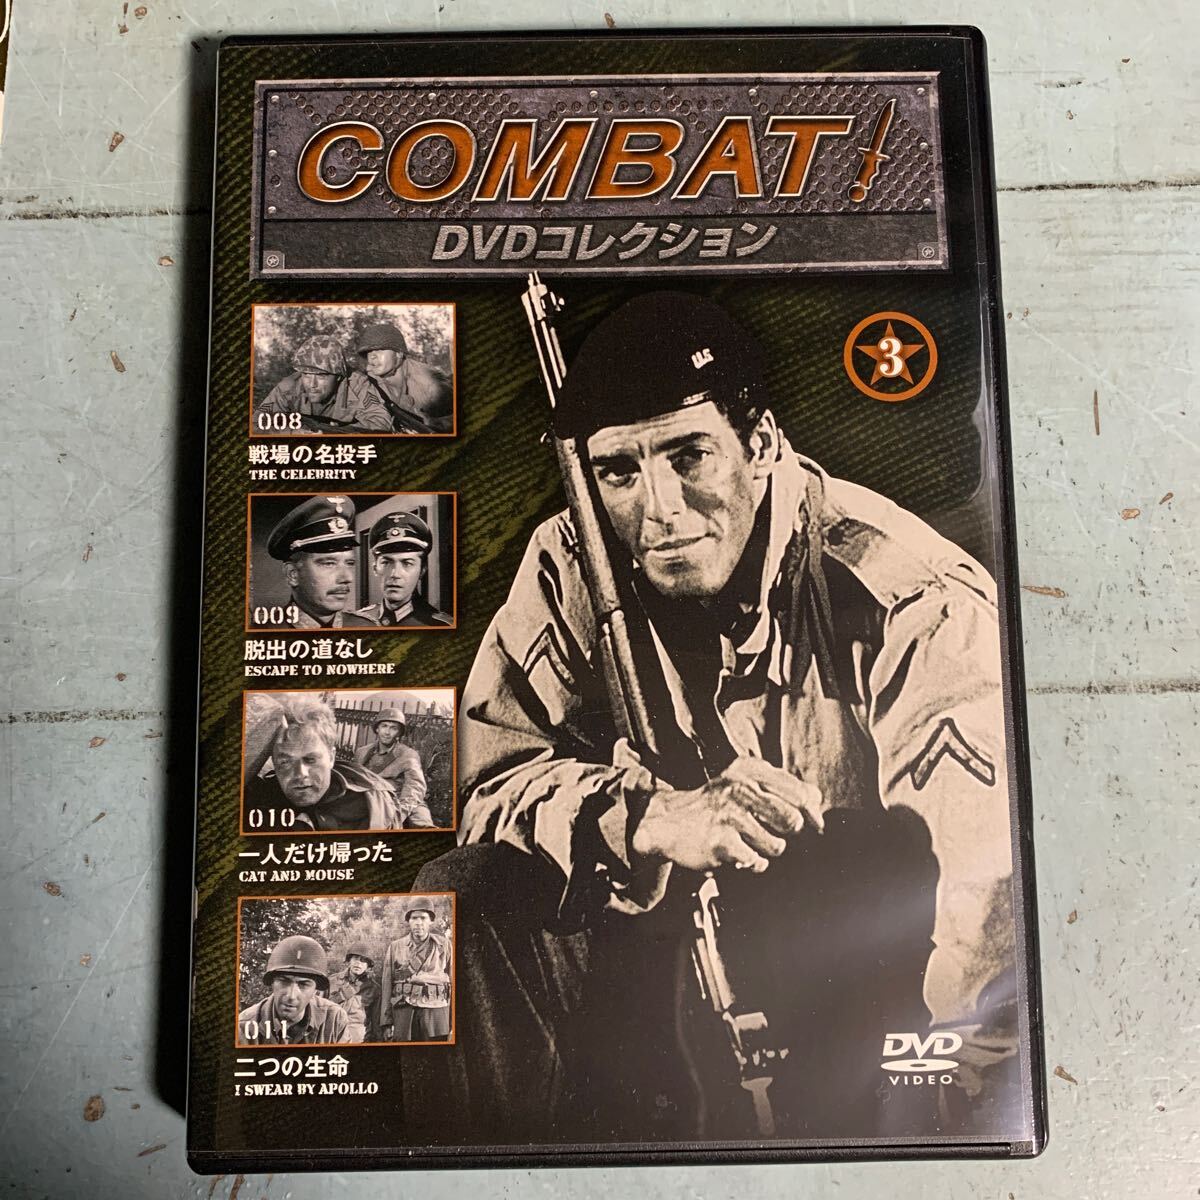 COMBAT!
DVDコレクション
U.S.
3
008
戦場の名投手
THE CELEBRITY
009
脱出の道なし
ESCAPE TO NOWHERE
010
一人だけ帰った
CAT AND MOUSE
011
二つの生命
I SWEAR BY APOLLO
DVD
VIDEO